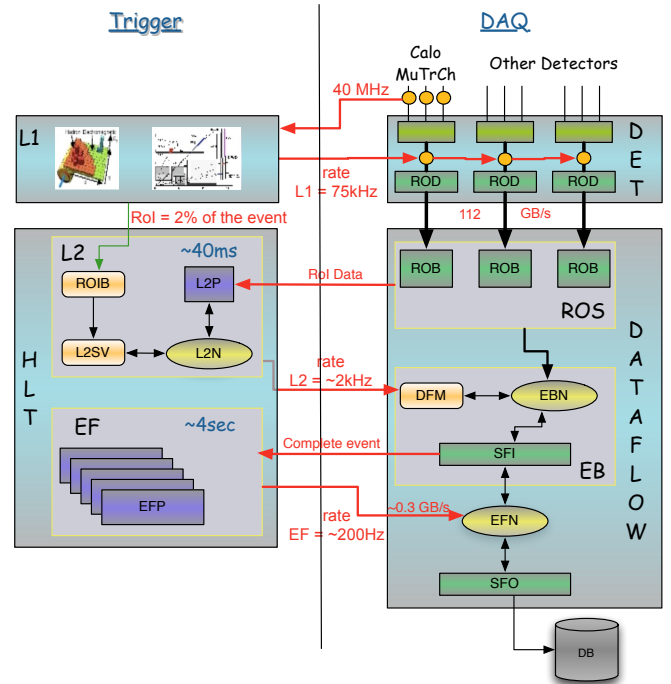 Trigger
DAQ
Calo
MuTrCh
Other Detectors
40 MHz
L1
D
E
T
rate
L1 = 75kHz
ROD
ROD
ROD
RoI = 2% of the event
112
GB/s
L2
~40ms
ROIB
L2P
RoI Data
ROB
ROB
ROB
ROS
L2SV
L2N
H
L
T
rate
L2 = ~2kHz
DFM
EBN
D
A
T
A
F
L
O
W
EF
~4sec
Complete event
SFI
EB
EFP
~0.3 GB/s
rate
EF = ~200Hz
EFN
SFO
DB